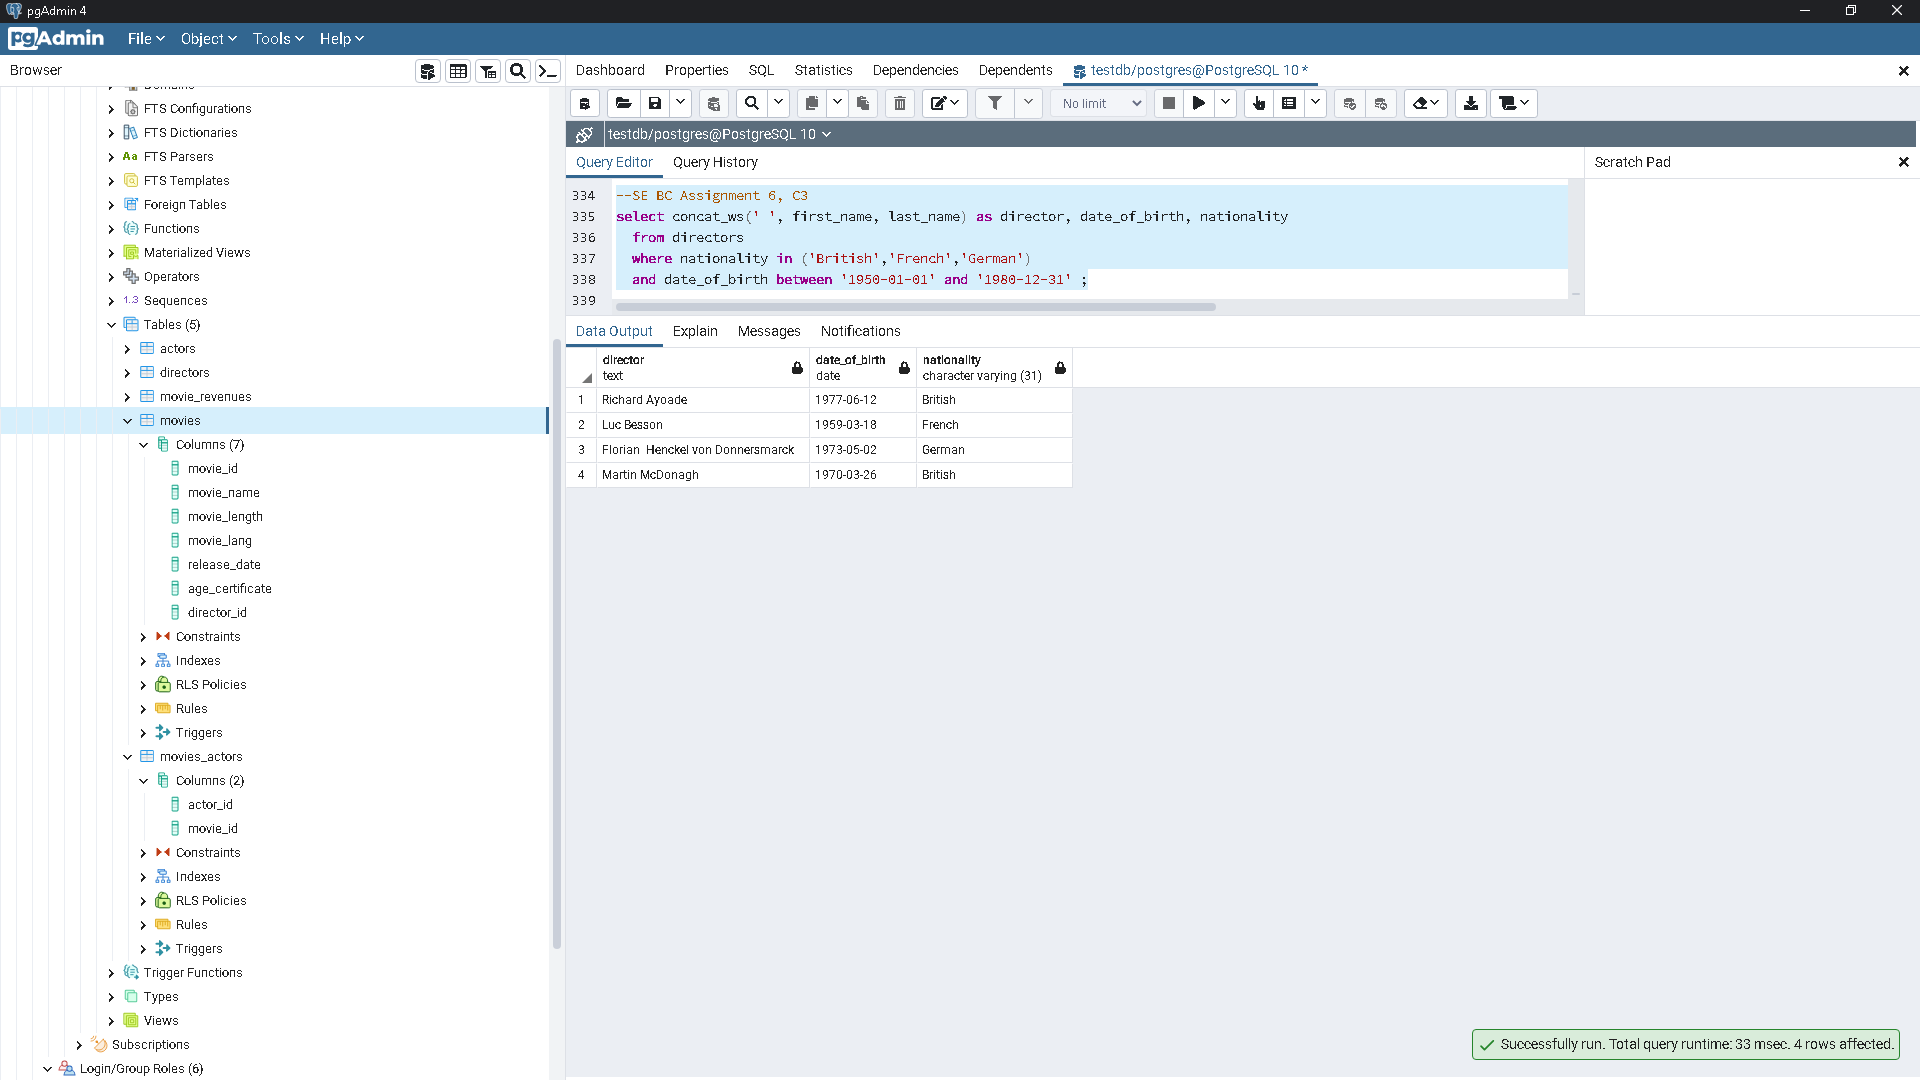 pgAdmin 4
pgAdmin
File Object Tools Help
Browser
FTS Configurations
FTS Dictionaries
Aa FTS Parsers
FTS Templates
Foreign Tables
Functions
Materialized Views
Operators
1.3 Sequences
Tables (5)
actors
directors
movie_revenues
movies
Columns (7)
movie_id
movie_name
movie_length
movie_lang
release_date
age_certificate
director_id
Constraints
Indexes
RLS Policies
Rules
Triggers
movies_actors
Columns (2)
actor_id
movie_id
Constraints
Indexes
RLS Policies
Rules
Triggers
Trigger Functions
Types
Views
Subscriptions
Login/Group Roles (6)
Dashboard Properties SQL Statistics Dependencies Dependents testdb/postgres@PostgreSQL 10 *
No limit
testdb/postgres@PostgreSQL 10
Query Editor Query History
Scratch Pad
334 --SE BC Assignment 6, C3
335 select concat_ws(' ', first_name, last_name) as director, date_of_birth, nationality
336 from directors
337 where nationality in ('British','French','German')
338 and date_of_birth between '1950-01-01' and '1980-12-31' ;
339
Data Output Explain Messages Notifications
director date_of_birth nationality
text date character varying (31)
1 Richard Ayoade 1977-06-12 British
2 Luc Besson 1959-03-18 French
3 Florian  Henckel von Donnersmarck 1973-05-02 German
4 Martin McDonagh 1970-03-26 British
Successfully run. Total query runtime: 33 msec. 4 rows affected.